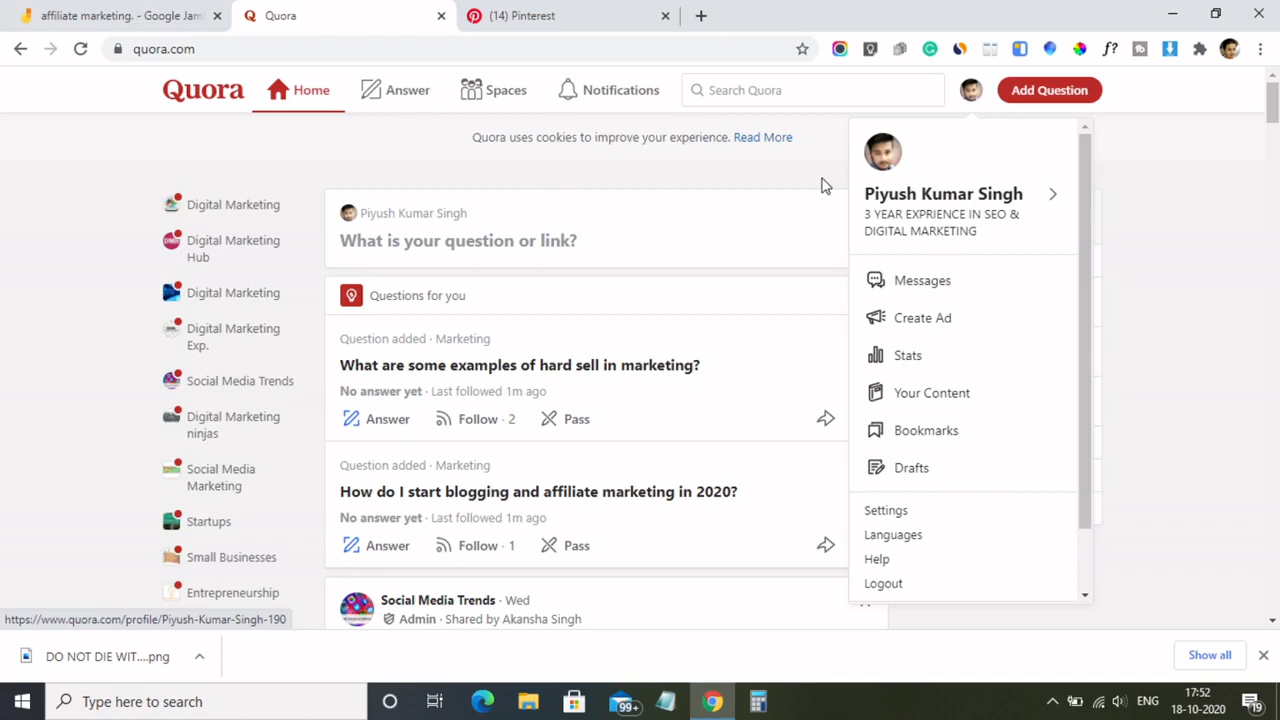 affiliate marketing. - Google Jam
Quora
(14) Pinterest
quora.com
Quora
Home
Answer
Spaces
Notifications
Search Quora
Add Question
Quora uses cookies to improve your experience. Read More
Digital Marketing
Digital Marketing
Hub
Digital Marketing
Digital Marketing
Exp.
Social Media Trends
Digital Marketing
ninjas
Social Media
Marketing
Startups
Small Businesses
Entrepreneurship
Piyush Kumar Singh
What is your question or link?
Questions for you
Question added · Marketing
What are some examples of hard sell in marketing?
No answer yet · Last followed 1m ago
Answer
Follow · 2
Pass
Question added · Marketing
How do I start blogging and affiliate marketing in 2020?
No answer yet · Last followed 1m ago
Answer
Follow · 1
Pass
Social Media Trends · Wed
Admin · Shared by Akansha Singh
Piyush Kumar Singh
3 YEAR EXPRIENCE IN SEO &
DIGITAL MARKETING
Messages
Create Ad
Stats
Your Content
Bookmarks
Drafts
Settings
Languages
Help
Logout
https://www.quora.com/profile/Piyush-Kumar-Singh-190
DO NOT DIE WIT....png
Show all
Type here to search
99+
ENG
17:52
18-10-2020
19